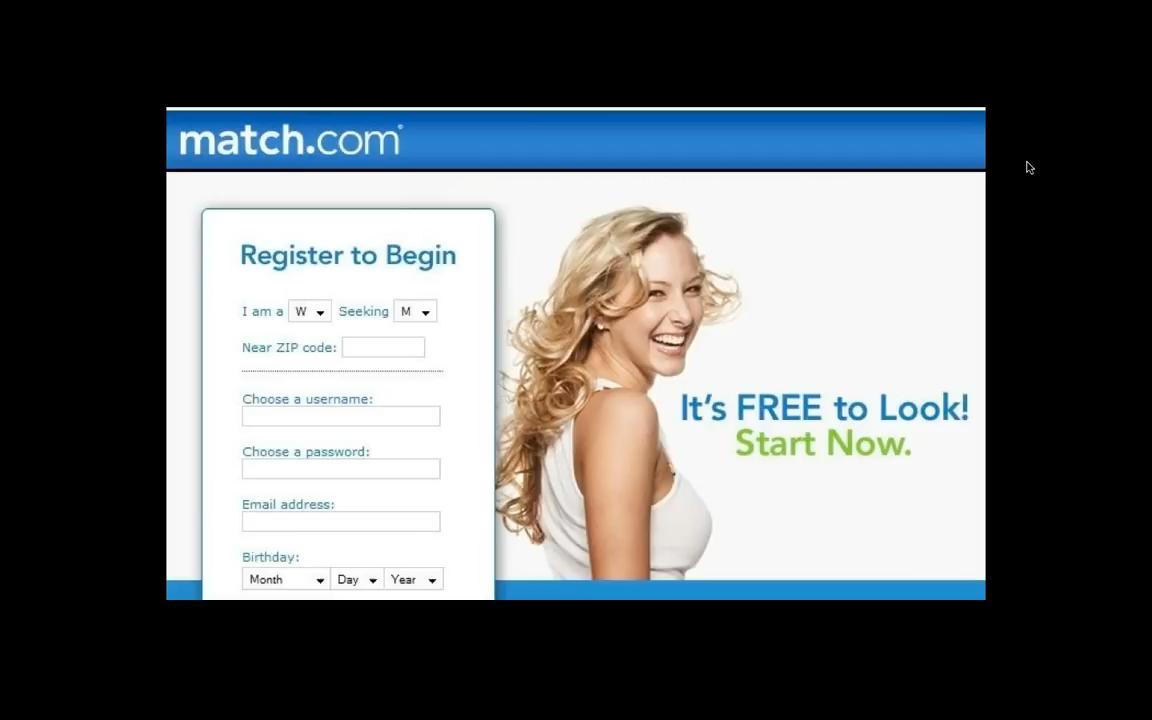 match.com®
Register to Begin
I am a W Seeking M
Near ZIP code:
Choose a username:
Choose a password:
Email address:
Birthday:
Month Day Year
It's FREE to Look!
Start Now.